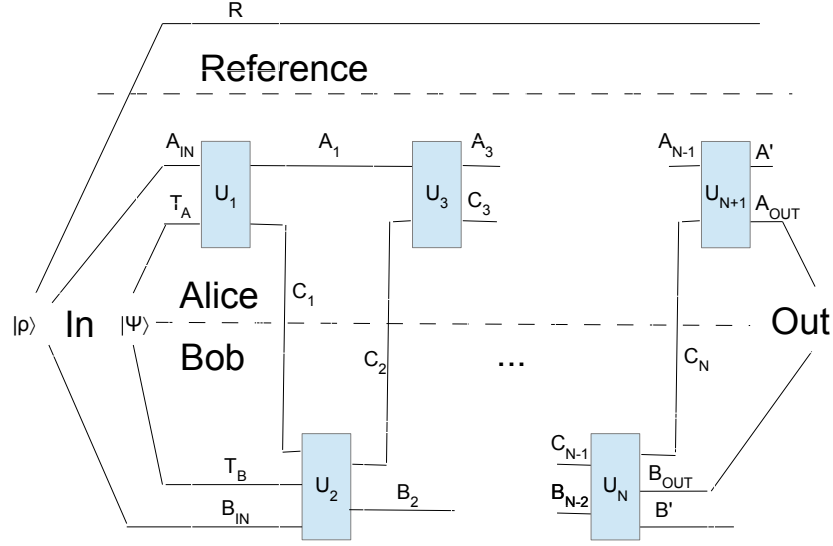 R
Reference
A_IN A_1 A_3 A_N-1 A'
U_1 U_3 U_N+1
T_A C_3 A_OUT
Alice C_1
|ρ⟩ In |Ψ⟩ Out
Bob C_2 ... C_N
C_N-1
T_B B_OUT
U_2 U_N
B_2 B_N-2
B_IN B'